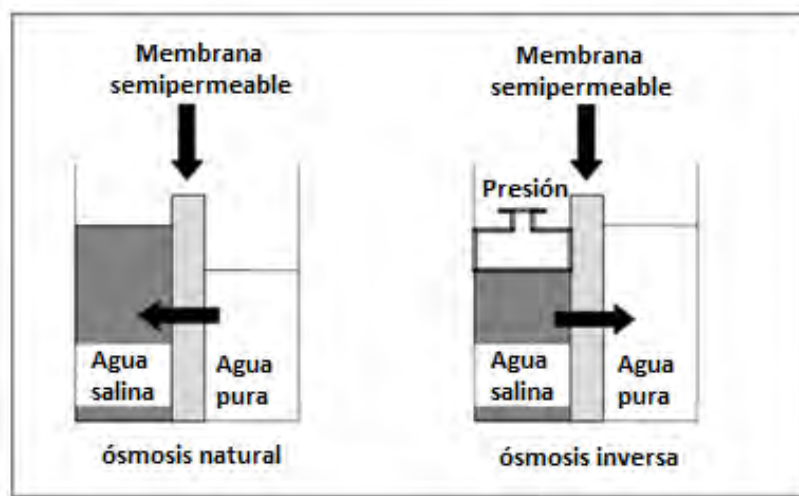 Membrana
semipermeable
Agua
salina
Agua
pura
ósmosis natural
Membrana
semipermeable
Presión
Agua
salina
Agua
pura
ósmosis inversa